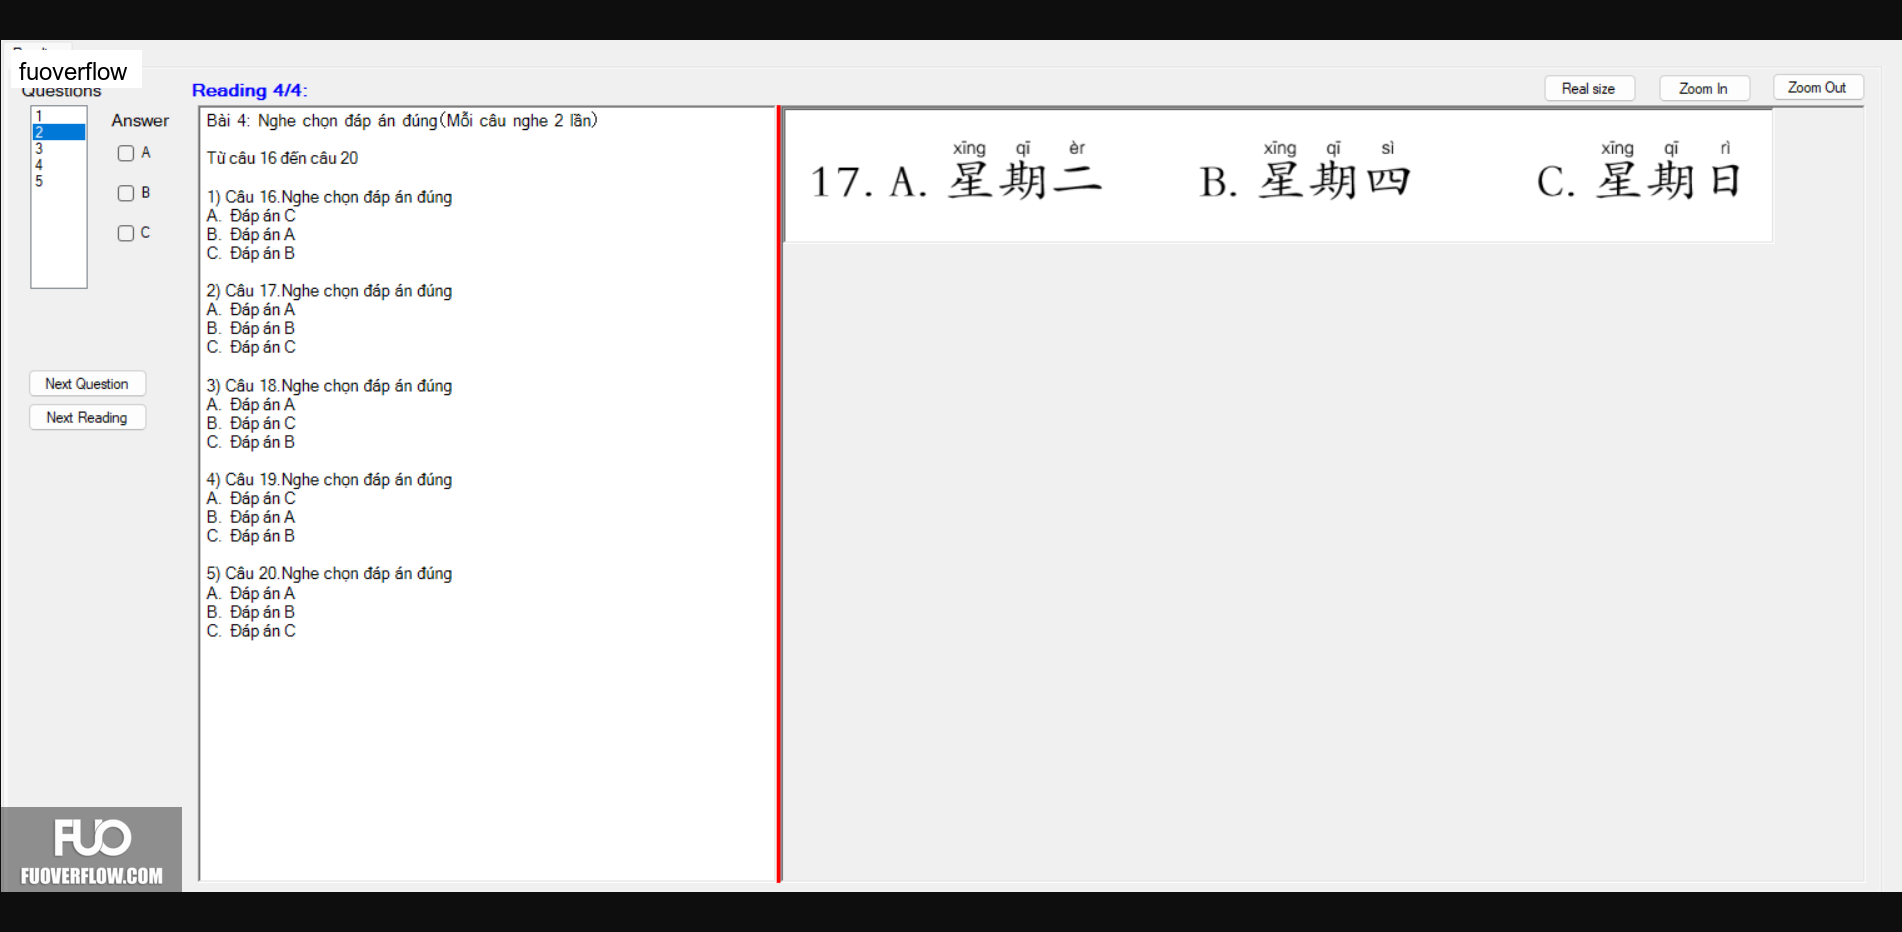 fuoverflow
Questions
Reading 4/4:
Real size
Zoom In
Zoom Out
1
2
3
4
5
Answer
A
B
C
Next Question
Next Reading
Bài 4: Nghe chọn đáp án đúng(Mỗi câu nghe 2 lần)
Từ câu 16 đến câu 20
1) Câu 16.Nghe chọn đáp án đúng
A. Đáp án C
B. Đáp án A
C. Đáp án B
2) Câu 17.Nghe chọn đáp án đúng
A. Đáp án A
B. Đáp án B
C. Đáp án C
3) Câu 18.Nghe chọn đáp án đúng
A. Đáp án A
B. Đáp án C
C. Đáp án B
4) Câu 19.Nghe chọn đáp án đúng
A. Đáp án C
B. Đáp án A
C. Đáp án B
5) Câu 20.Nghe chọn đáp án đúng
A. Đáp án A
B. Đáp án B
C. Đáp án C
xīng qī èr xīng qī sì xīng qī rì
17. A. 星期二 B. 星期四 C. 星期日
FUO
FUOVERFLOW.COM